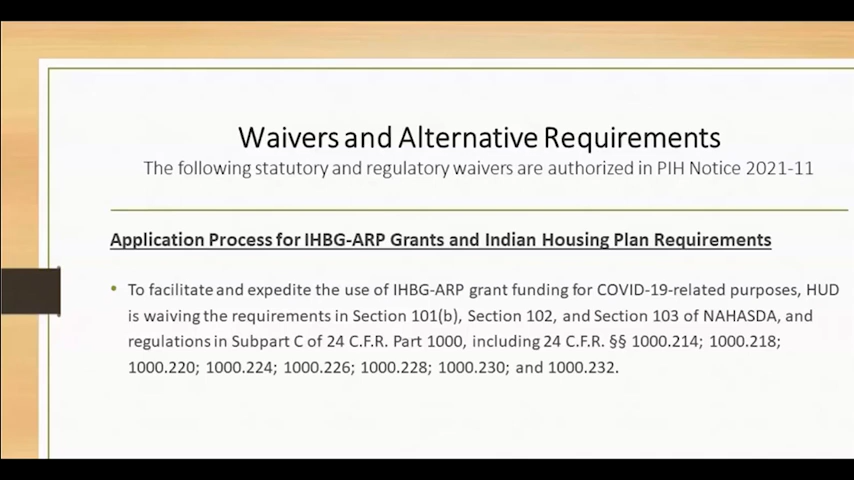 Waivers and Alternative Requirements
The following statutory and regulatory waivers are authorized in PIH Notice 2021-11
Application Process for IHBG-ARP Grants and Indian Housing Plan Requirements
• To facilitate and expedite the use of IHBG-ARP grant funding for COVID-19-related purposes, HUD
is waiving the requirements in Section 101(b), Section 102, and Section 103 of NAHASDA, and
regulations in Subpart C of 24 C.F.R. Part 1000, including 24 C.F.R. §§ 1000.214; 1000.218;
1000.220; 1000.224; 1000.226; 1000.228; 1000.230; and 1000.232.